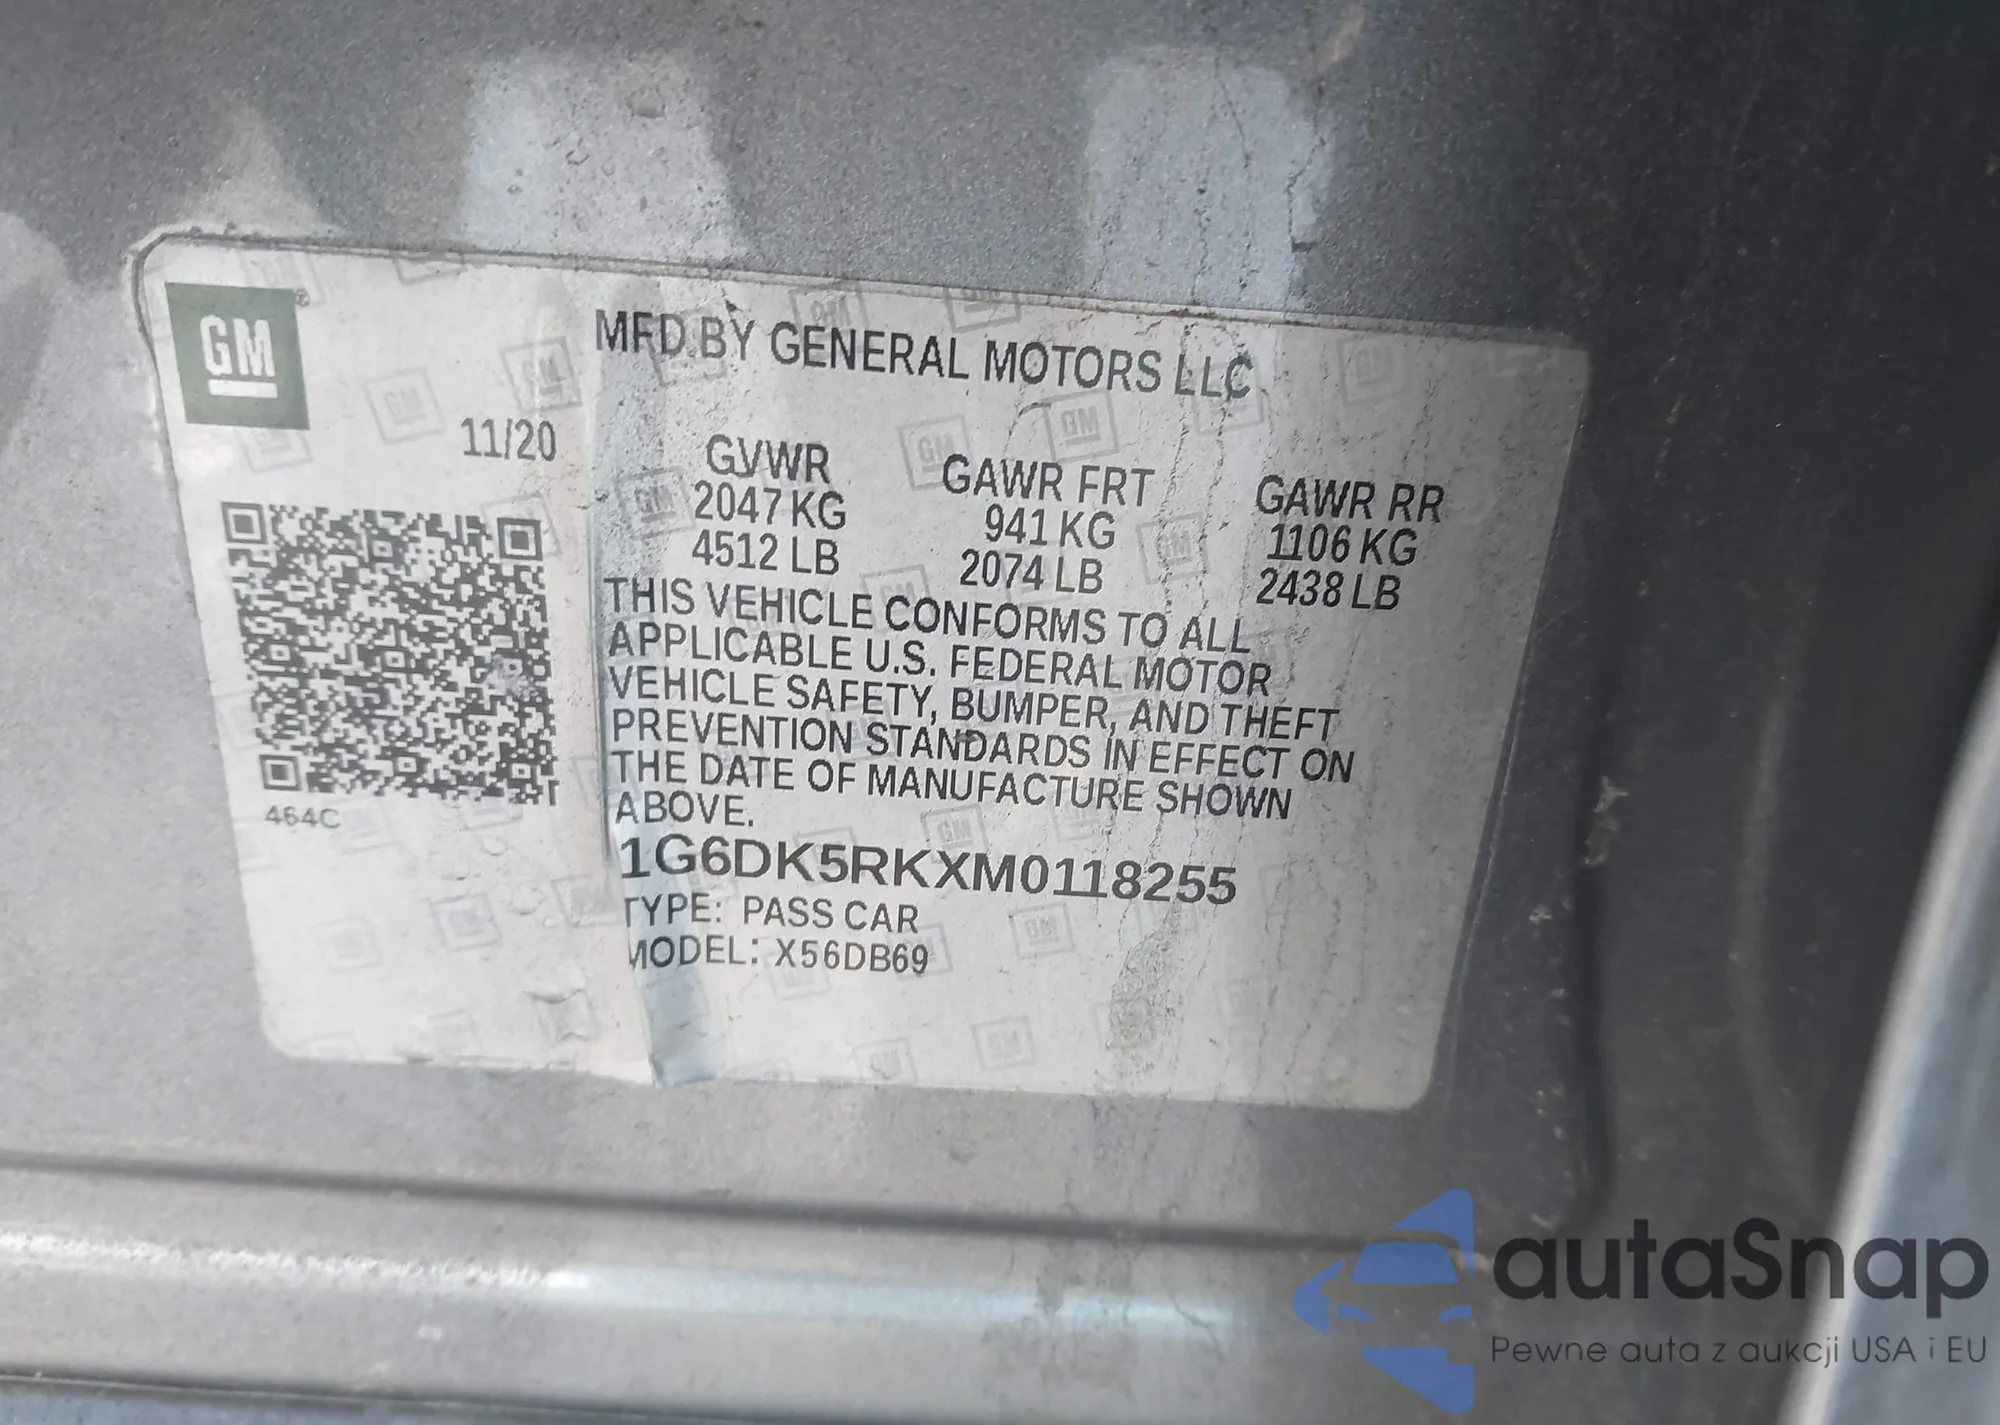 GM
MFD BY GENERAL MOTORS LLC
11/20
GVWR
2047 KG
4512 LB
GAWR FRT
941 KG
2074 LB
GAWR RR
1106 KG
2438 LB
THIS VEHICLE CONFORMS TO ALL
APPLICABLE U.S. FEDERAL MOTOR
VEHICLE SAFETY, BUMPER, AND THEFT
PREVENTION STANDARDS IN EFFECT ON
THE DATE OF MANUFACTURE SHOWN
ABOVE.
464C
1G6DK5RKXM0118255
TYPE: PASS CAR
MODEL: X56DB69
autaSnap
Pewne auta z aukcji USA i EU